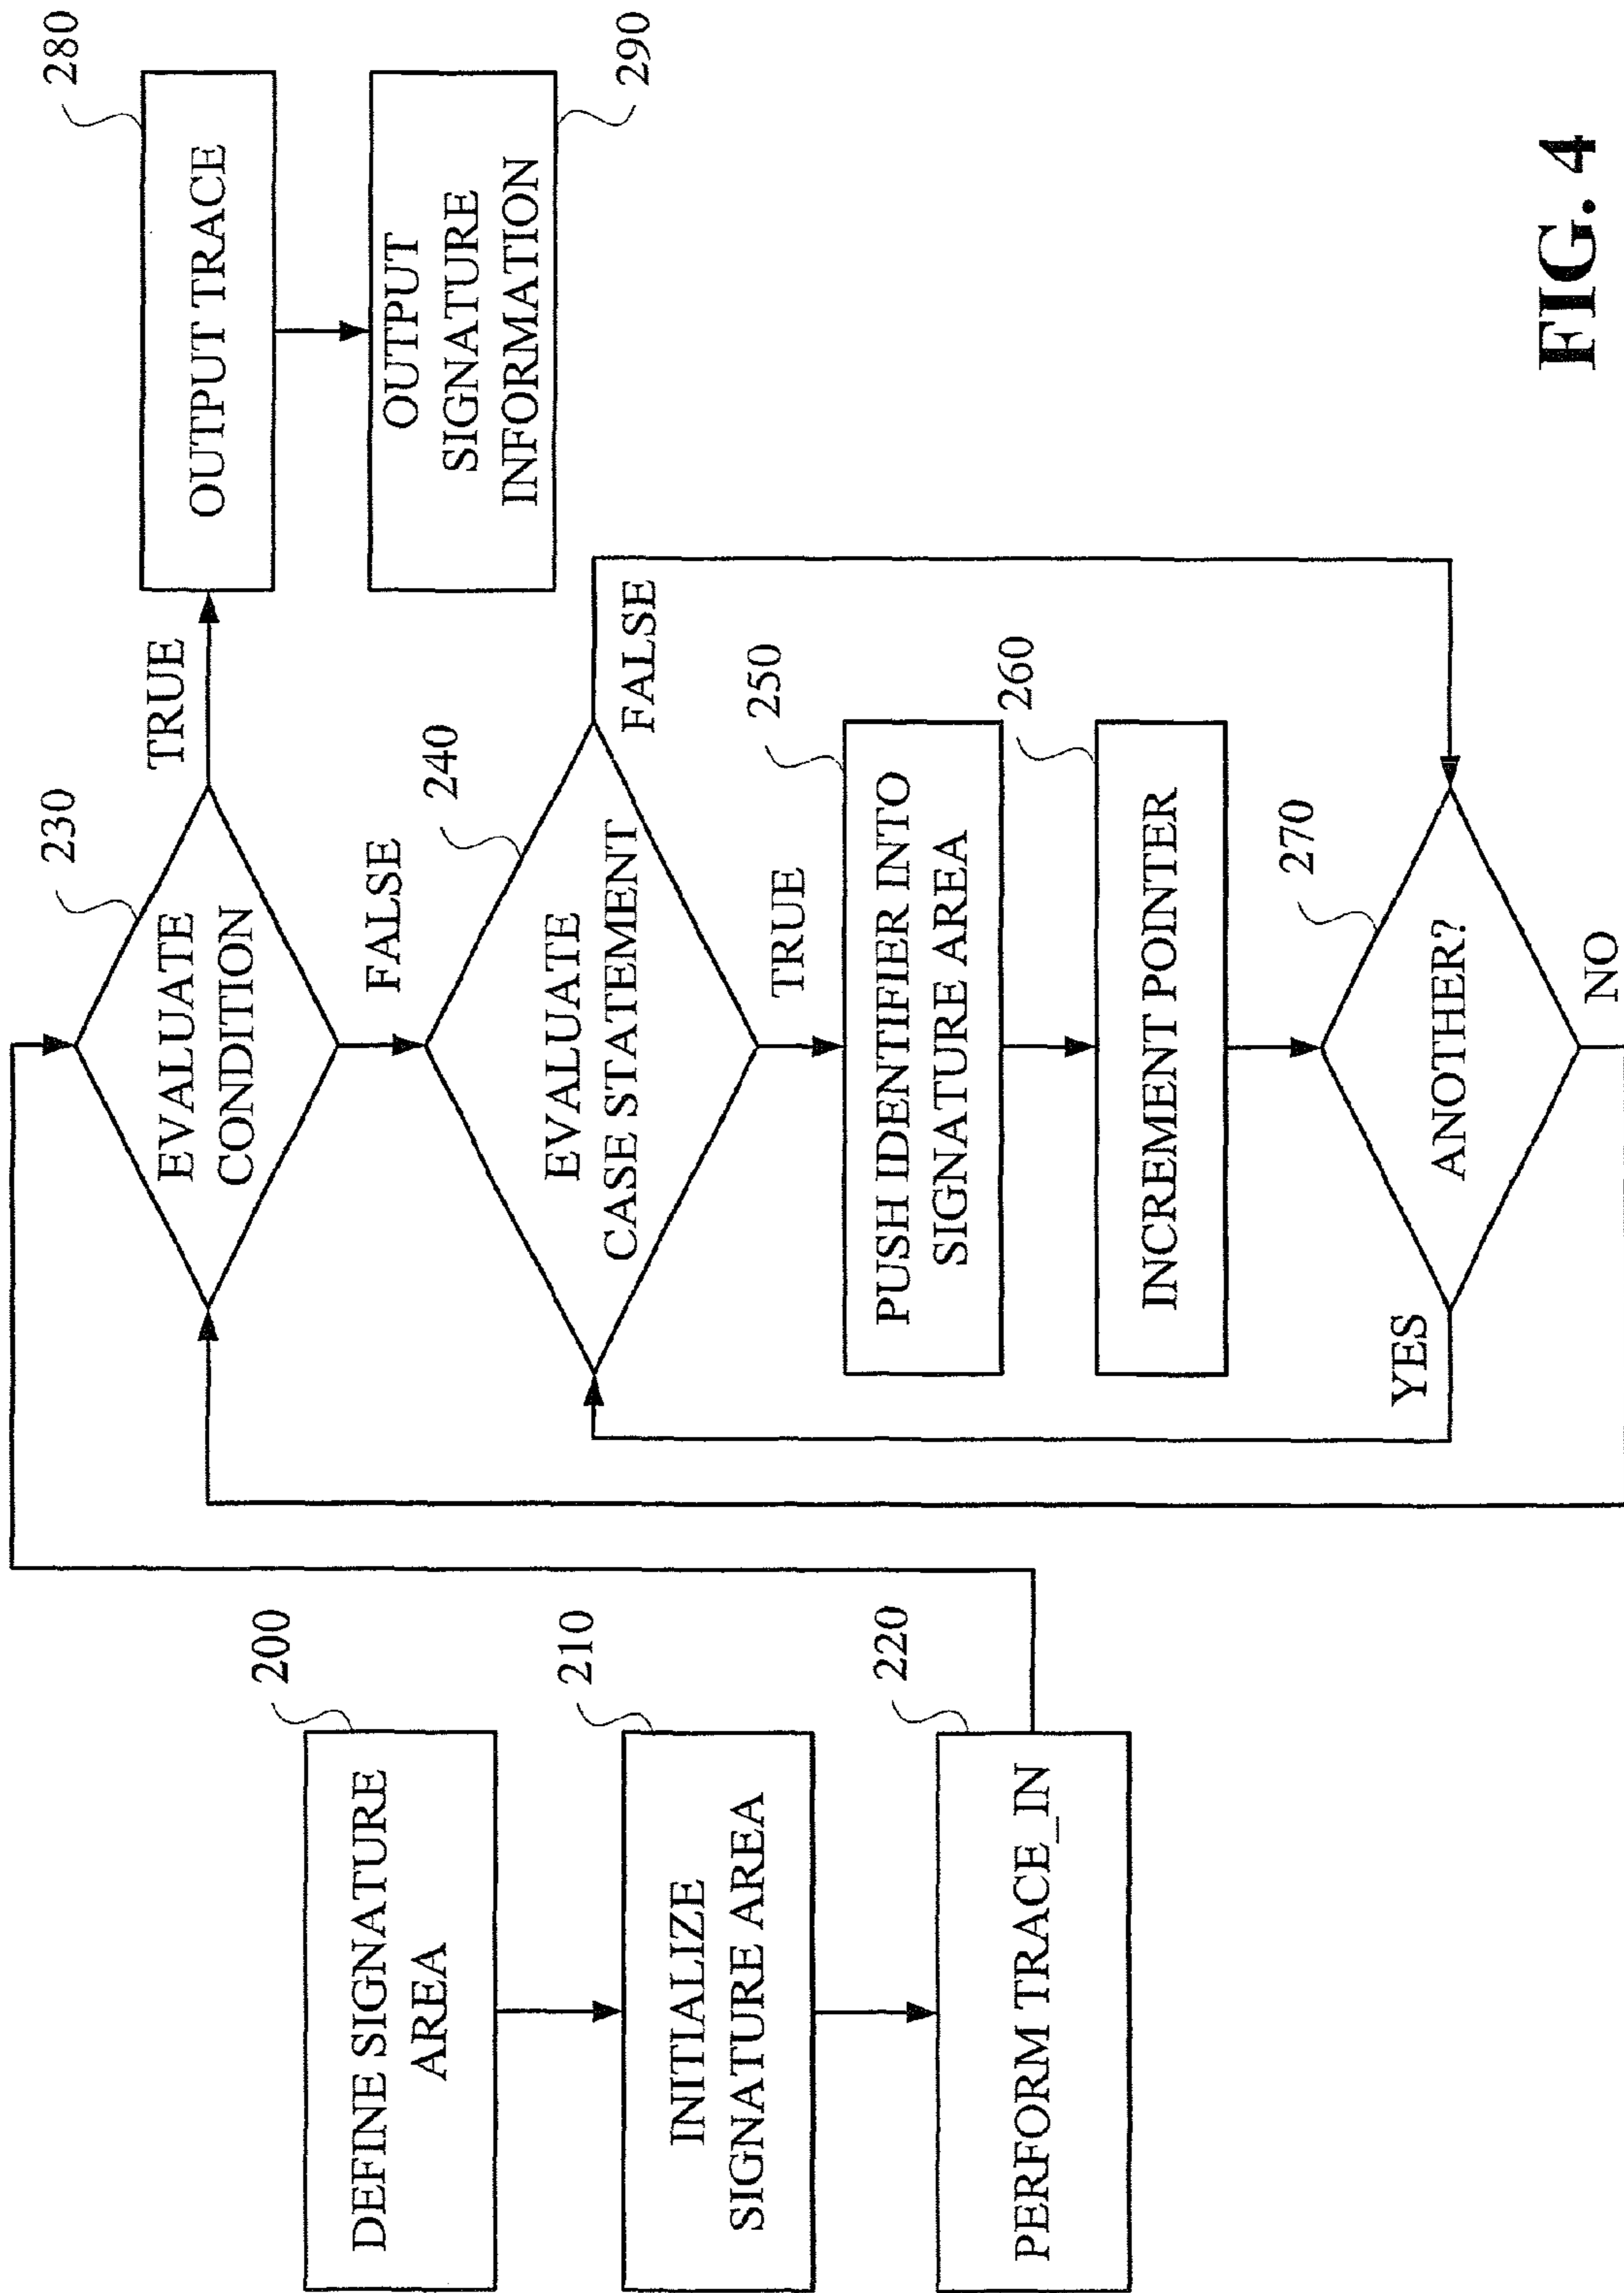 200
DEFINE SIGNATURE
AREA
210
INITIALIZE
SIGNATURE AREA
220
PERFORM TRACE_IN
230
EVALUATE
CONDITION
TRUE
FALSE
240
EVALUATE
CASE STATEMENT
FALSE
TRUE
250
PUSH IDENTIFIER INTO
SIGNATURE AREA
260
INCREMENT POINTER
270
ANOTHER?
YES
NO
280
OUTPUT TRACE
290
OUTPUT
SIGNATURE
INFORMATION
FIG. 4